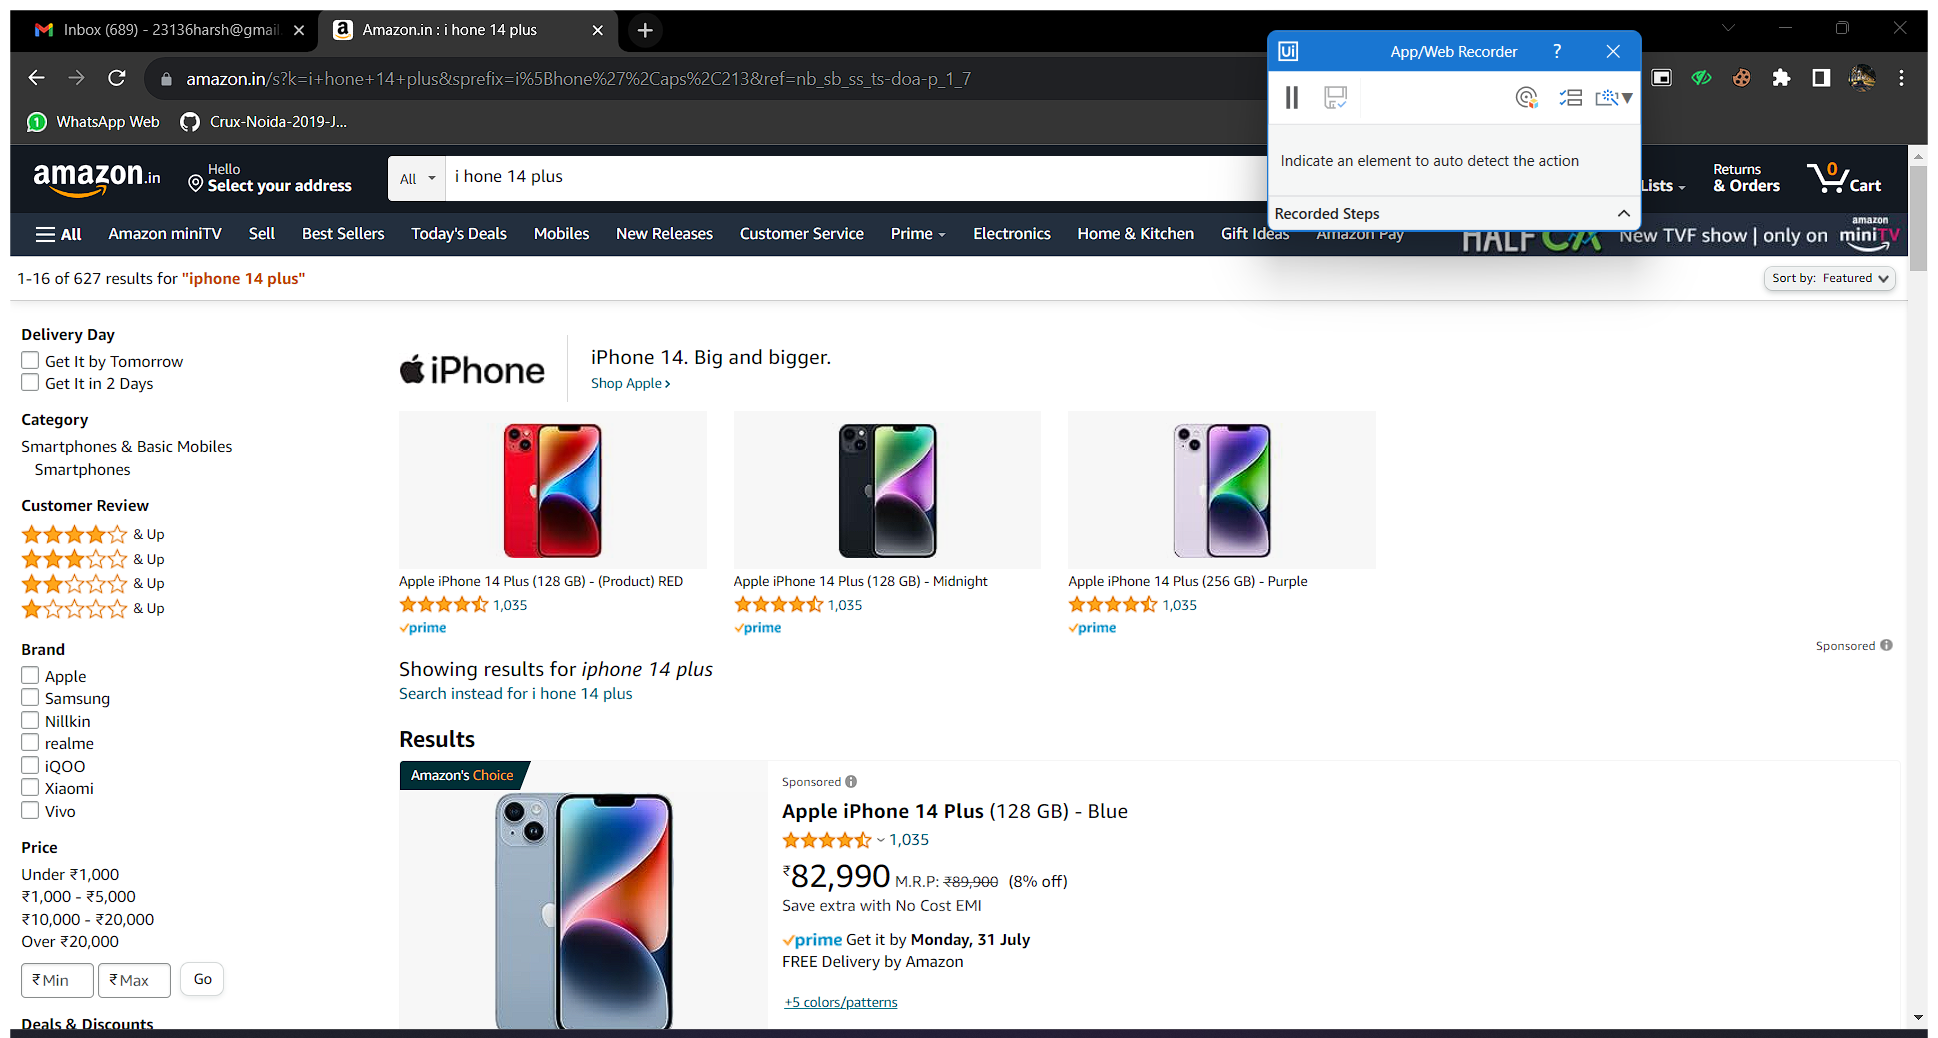 Inbox (689) - 23136harsh@gmail.
Amazon.in : i hone 14 plus
Ui App/Web Recorder ?
amazon.in/s?k=i+hone+14+plus&sprefix=i%5Bhone%27%2Caps%2C213&ref=nb_sb_ss_ts-doa-p_1_7
WhatsApp Web
Crux-Noida-2019-J...
Indicate an element to auto detect the action
Recorded Steps
amazon.in
Hello
Select your address
All
i hone 14 plus
Lists
Returns
& Orders
0
Cart
All Amazon miniTV Sell Best Sellers Today's Deals Mobiles New Releases Customer Service Prime Electronics Home & Kitchen Gift Ideas Amazon Pay
HALF CA New TVF show | only on amazon miniTV
1-16 of 627 results for "iphone 14 plus"
Sort by: Featured
Delivery Day
Get It by Tomorrow
Get It in 2 Days
Category
Smartphones & Basic Mobiles
Smartphones
Customer Review
& Up
& Up
& Up
& Up
Brand
Apple
Samsung
Nillkin
realme
iQOO
Xiaomi
Vivo
Price
Under ₹1,000
₹1,000 - ₹5,000
₹10,000 - ₹20,000
Over ₹20,000
₹ Min ₹ Max Go
Deals & Discounts
iPhone
iPhone 14. Big and bigger.
Shop Apple ›
Apple iPhone 14 Plus (128 GB) - (Product) RED
1,035
prime
Apple iPhone 14 Plus (128 GB) - Midnight
1,035
prime
Apple iPhone 14 Plus (256 GB) - Purple
1,035
prime
Sponsored
Showing results for iphone 14 plus
Search instead for i hone 14 plus
Results
Amazon's Choice
Sponsored
Apple iPhone 14 Plus (128 GB) - Blue
1,035
₹82,990 M.R.P: ₹89,900 (8% off)
Save extra with No Cost EMI
prime Get it by Monday, 31 July
FREE Delivery by Amazon
+5 colors/patterns